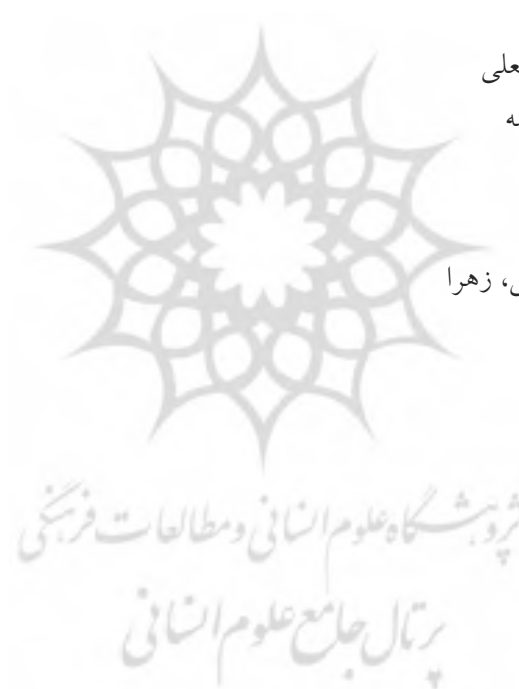 علی
ه
، زهرا
پژوهشگاه علوم انسانی و مطالعات فرهنگی
پرتال جامع علوم انسانی